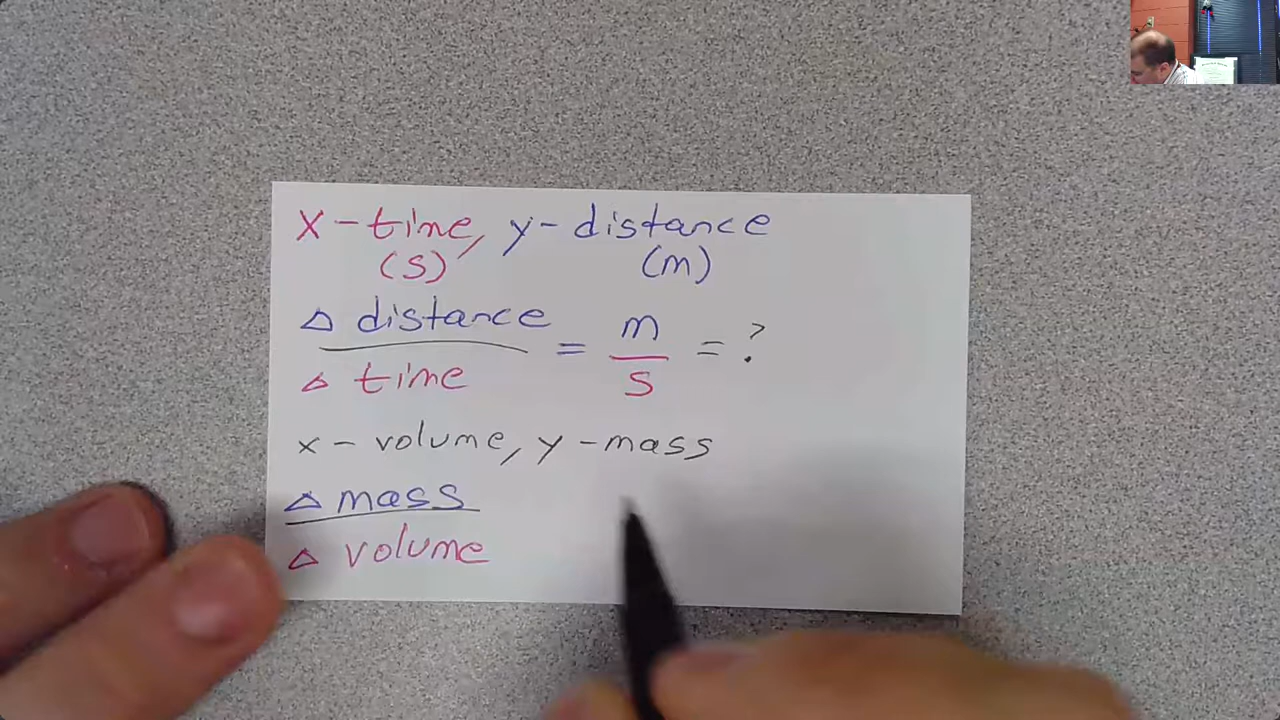 x - time, y - distance
(s) (m)
Δ distance / Δ time = m / s = ?
x - volume, y - mass
Δ mass
Δ volume